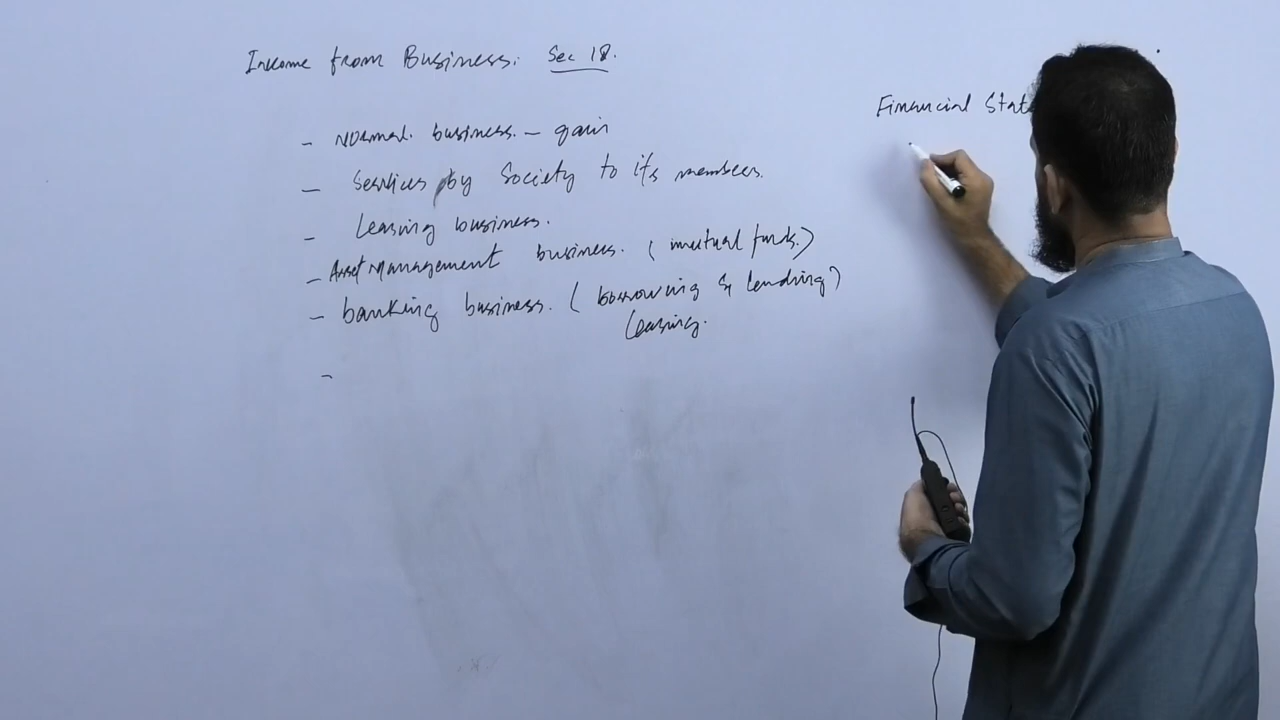 Income from Business. Sec 18.
- Normal business. - gain
- Services by Society to its members.
- Leasing business.
- Asset Management business. (mutual funds.)
- banking business. (borrowing & lending)
leasing.
-
Financial State